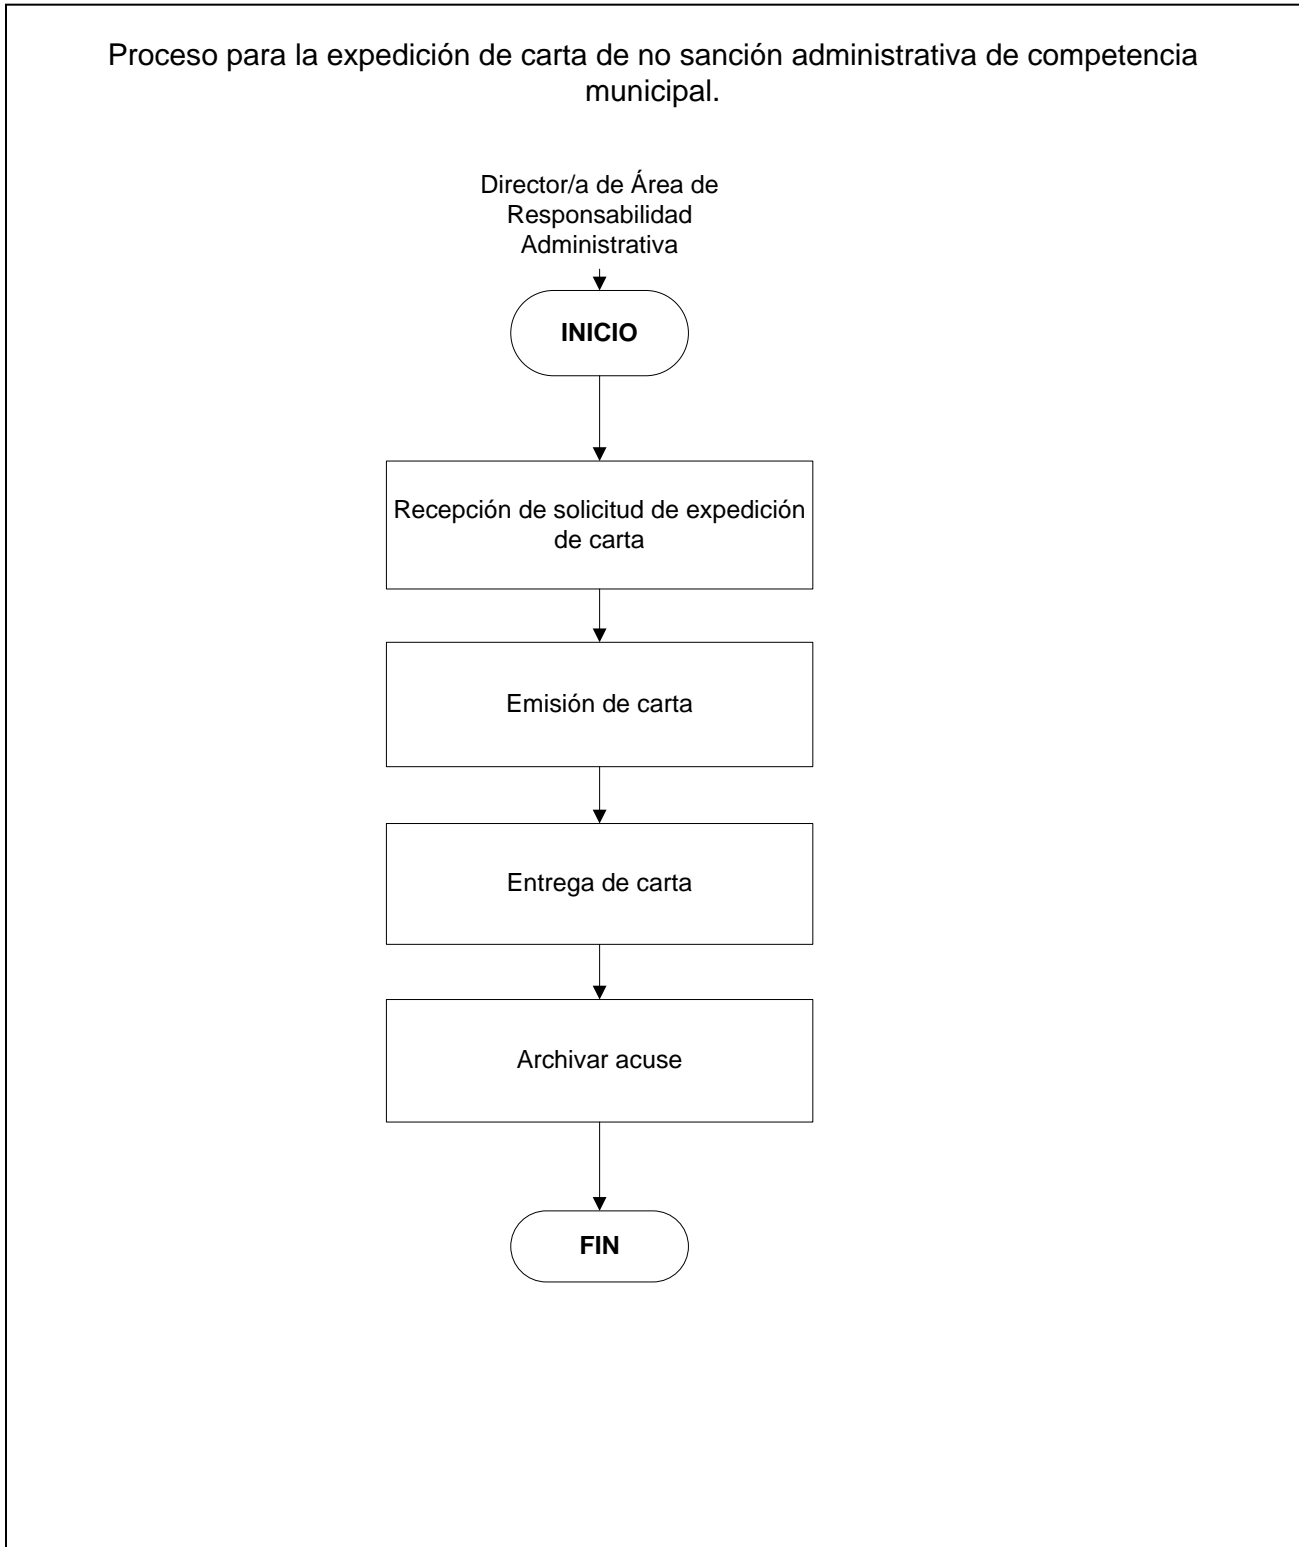 Proceso para la expedición de carta de no sanción administrativa de competencia
municipal.
Director/a de Área de
Responsabilidad
Administrativa
INICIO
Recepción de solicitud de expedición
de carta
Emisión de carta
Entrega de carta
Archivar acuse
FIN